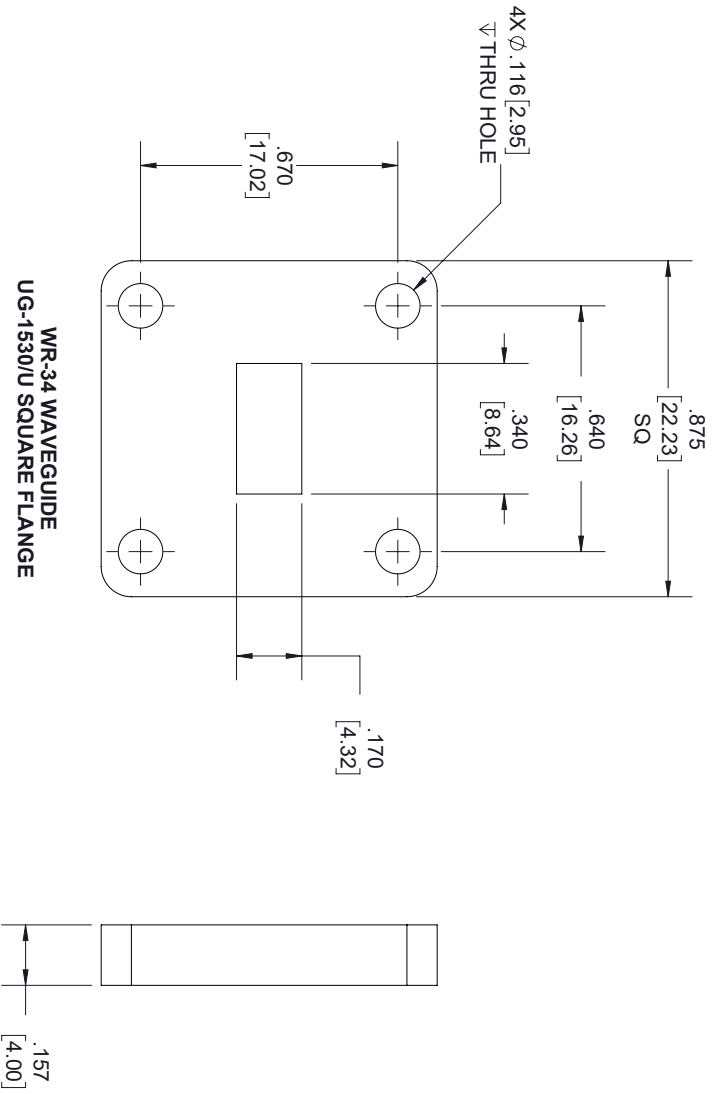 .875
[22.23]
SQ
.640
[16.26]
.340
[8.64]
4X Ø .116 [2.95]
↧ THRU HOLE
.670
[17.02]
.170
[4.32]
WR-34 WAVEGUIDE
UG-1530/U SQUARE FLANGE
.157
[4.00]